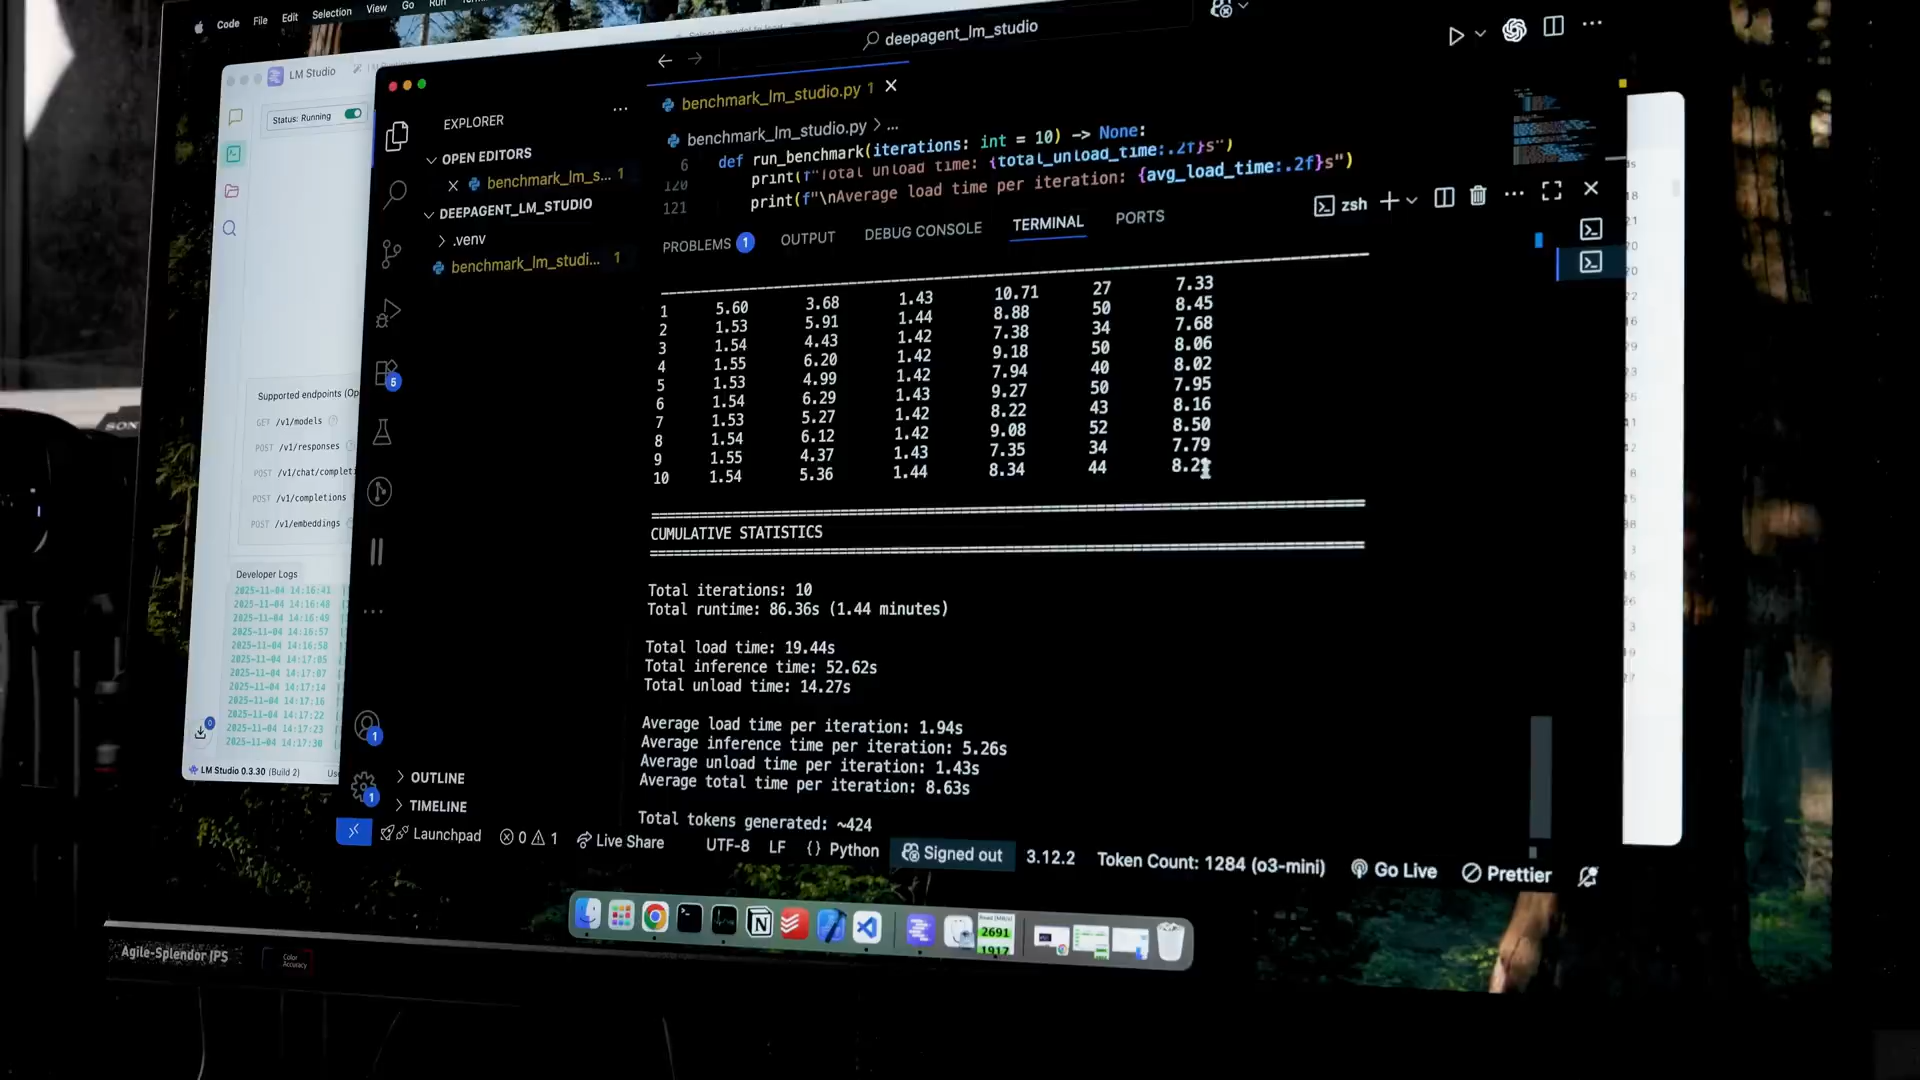 Code File Edit Selection View Go Run
LM Studio
Status: Running
Supported endpoints
GET /v1/models
POST /v1/responses
POST /v1/chat/completi
POST /v1/completions
POST /v1/embeddings
Developer Logs
2025-11-04 14:16:41
2025-11-04 14:16:48
2025-11-04 14:16:49
2025-11-04 14:16:57
2025-11-04 14:16:58
2025-11-04 14:17:05
2025-11-04 14:17:07
2025-11-04 14:17:14
2025-11-04 14:17:16
2025-11-04 14:17:22
2025-11-04 14:17:23
2025-11-04 14:17:30
LM Studio 0.3.30 (Build 2)
deepagent_lm_studio
EXPLORER ...
OPEN EDITORS
benchmark_lm_s... 1
DEEPAGENT_LM_STUDIO
.venv
benchmark_lm_studi... 1
5
1
1
OUTLINE
TIMELINE
benchmark_lm_studio.py 1
benchmark_lm_studio.py > ...
6 def run_benchmark(iterations: int = 10) -> None:
120 print(f"Total unload time: {total_unload_time:.2f}s")
121 print(f"\nAverage load time per iteration: {avg_load_time:.2f}s")
PROBLEMS 1 OUTPUT DEBUG CONSOLE TERMINAL PORTS
zsh
1 5.60 3.68 1.43 10.71 27 7.33
2 1.53 5.91 1.44 8.88 50 8.45
3 1.54 4.43 1.42 7.38 34 7.68
4 1.55 6.20 1.42 9.18 50 8.06
5 1.53 4.99 1.42 7.94 40 8.02
6 1.54 6.29 1.43 9.27 50 7.95
7 1.53 5.27 1.42 8.22 43 8.16
8 1.54 6.12 1.42 9.08 52 8.50
9 1.55 4.37 1.43 7.35 34 7.79
10 1.54 5.36 1.44 8.34 44
CUMULATIVE STATISTICS
Total iterations: 10
Total runtime: 86.36s (1.44 minutes)
Total load time: 19.44s
Total inference time: 52.62s
Total unload time: 14.27s
Average load time per iteration: 1.94s
Average inference time per iteration: 5.26s
Average unload time per iteration: 1.43s
Average total time per iteration: 8.63s
Total tokens generated: ~424
Launchpad 0 1 Live Share UTF-8 LF {} Python Signed out 3.12.2 Token Count: 1284 (o3-mini) Go Live Prettier
2691
1917
Agile-Splendor IPS
Color Accuracy
SONY